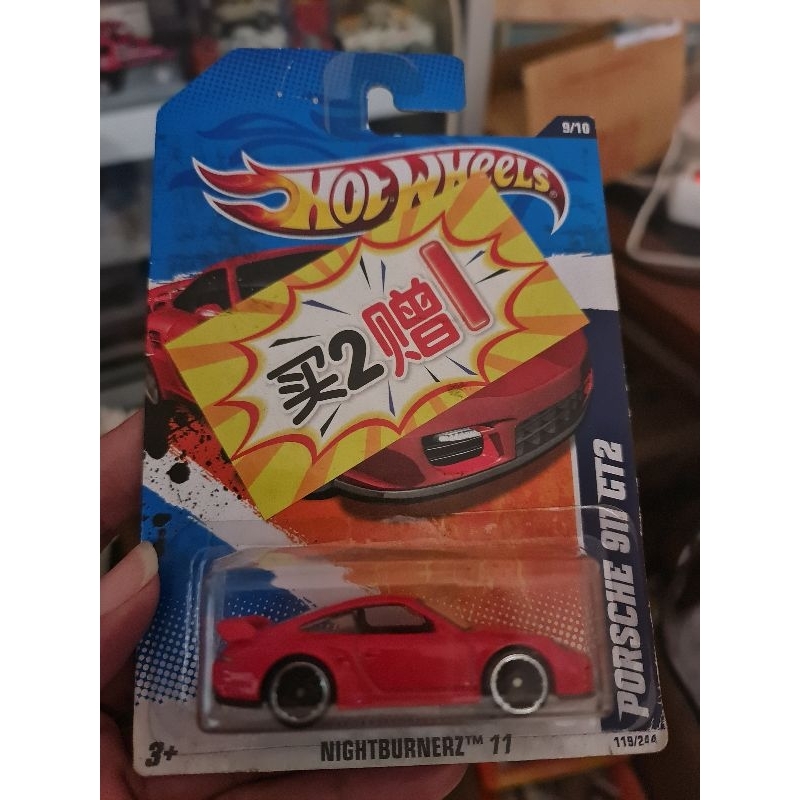 9/10
HOT WHEELS®
买2赠1
PORSCHE 911 GT2
3+
NIGHTBURNERZ™ 11
119/244